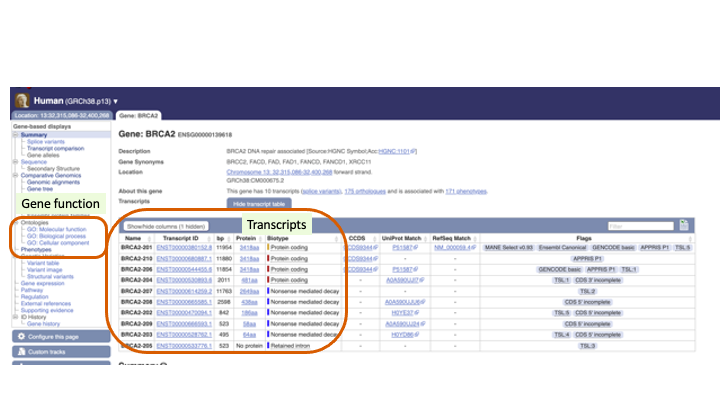 Human (GRCh38.p13) ▼
Location: 13:32,315,086-32,400,268
Gene: BRCA2
Gene-based displays
Summary
Splice variants
Transcript comparison
Gene alleles
Sequence
Secondary Structure
Comparative Genomics
Genomic alignments
Gene tree
Gene function
Ontologies
GO: Molecular function
GO: Biological process
GO: Cellular component
Phenotypes
Variant table
Variant image
Structural variants
Gene expression
Pathway
Regulation
External references
Supporting evidence
ID History
Gene history
Configure this page
Custom tracks
Gene: BRCA2 ENSG00000139618
Description BRCA2 DNA repair associated [Source:HGNC Symbol;Acc:HGNC:1101]
Gene Synonyms BRCC2, FACD, FAD, FAD1, FANCD, FANCD1, XRCC11
Location Chromosome 13: 32,315,086-32,400,268 forward strand.
GRCh38:CM000675.2
About this gene This gene has 10 transcripts (splice variants), 175 orthologues and is associated with 171 phenotypes.
Transcripts Hide transcript table
Show/hide columns (1 hidden) Transcripts Filter
Name Transcript ID bp Protein Biotype CCDS UniProt Match RefSeq Match Flags
BRCA2-201 ENST00000380152.8 11954 3418aa Protein coding CCDS9344 P51587 NM_000059.4 MANE Select v0.93 Ensembl Canonical GENCODE basic APPRIS P1 TSL:5
BRCA2-210 ENST00000680887.1 11880 3418aa Protein coding CCDS9344 - - APPRIS P1
BRCA2-206 ENST00000544455.6 11854 3418aa Protein coding CCDS9344 P51587 - GENCODE basic APPRIS P1 TSL:1
BRCA2-204 ENST00000530893.6 2011 481aa Protein coding - A0A590UJI7 - TSL:1 CDS 5' incomplete
BRCA2-207 ENST00000614259.2 11763 2649aa Nonsense mediated decay - - - TSL:2
BRCA2-208 ENST00000665585.1 2598 438aa Nonsense mediated decay - - CDS 5' incomplete
BRCA2-202 ENST00000470094.1 842 186aa Nonsense mediated decay - H0YE37 - TSL:5 CDS 5' incomplete
BRCA2-209 ENST00000666593.1 523 58aa Nonsense mediated decay - A0A590UJ24 - CDS 5' incomplete
BRCA2-203 ENST00000528762.1 495 64aa Nonsense mediated decay - H0YD86 - TSL:4 CDS 5' incomplete
BRCA2-205 ENST00000533776.1 523 No protein Retained intron - - - TSL:3